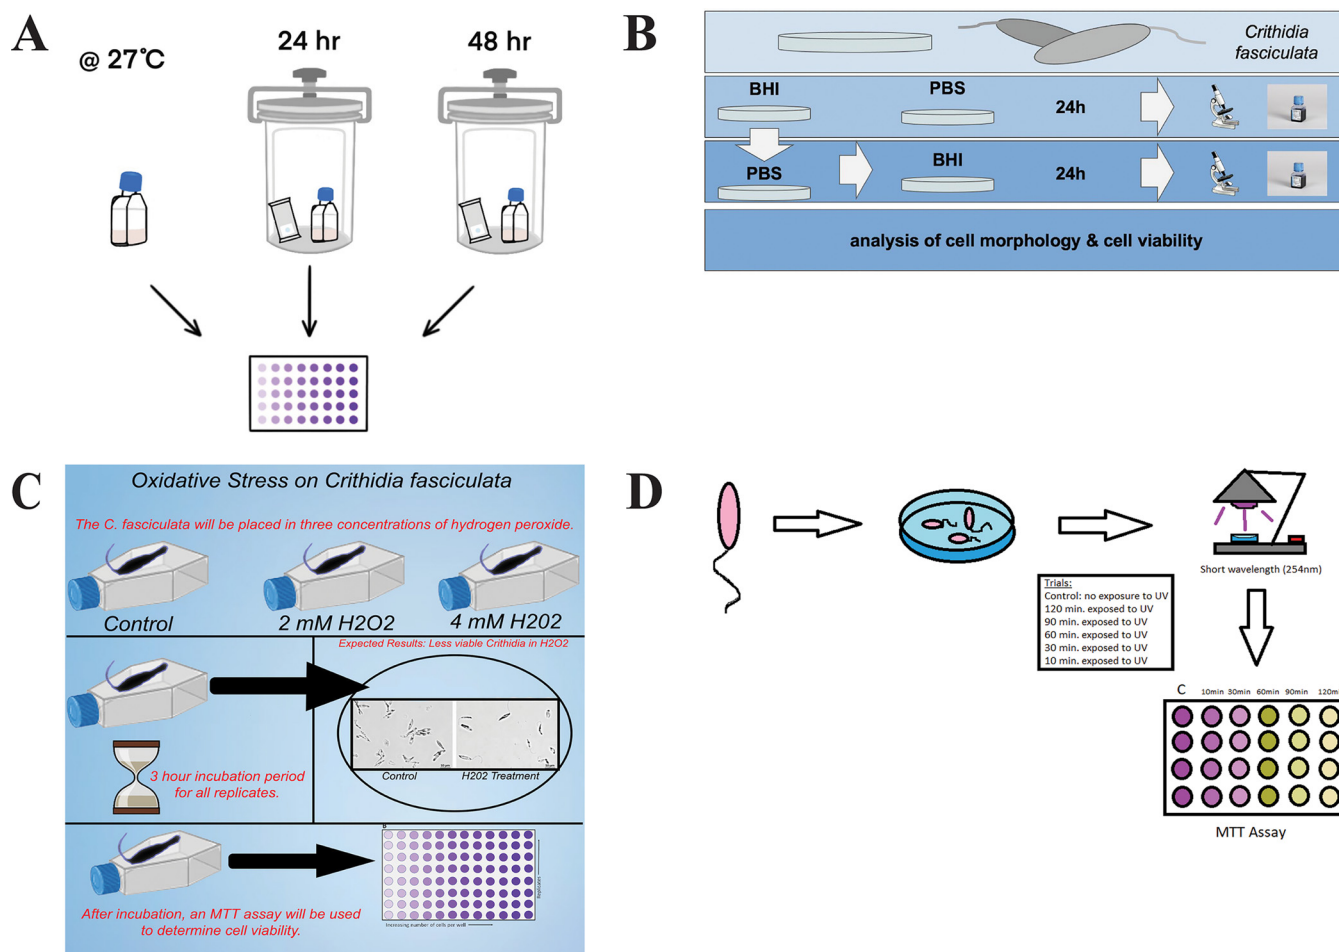 A
@ 27°C
24 hr
48 hr
B
Crithidia
fasciculata
BHI
PBS
24h
PBS
BHI
24h
analysis of cell morphology & cell viability
C
Oxidative Stress on Crithidia fasciculata
The C. fasciculata will be placed in three concentrations of hydrogen peroxide.
Control
2 mM H2O2
4 mM H202
Expected Results: Less viable Crithidia in H2O2
3 hour incubation period
for all replicates.
Control
H202 Treatment
B
Replicates
Increasing number of cells per well
After incubation, an MTT assay will be used
to determine cell viability.
D
Short wavelength (254nm)
Trials:
Control: no exposure to UV
120 min. exposed to UV
90 min. exposed to UV
60 min. exposed to UV
30 min. exposed to UV
10 min. exposed to UV
C 10min 30min 60min 90min 120m
MTT Assay